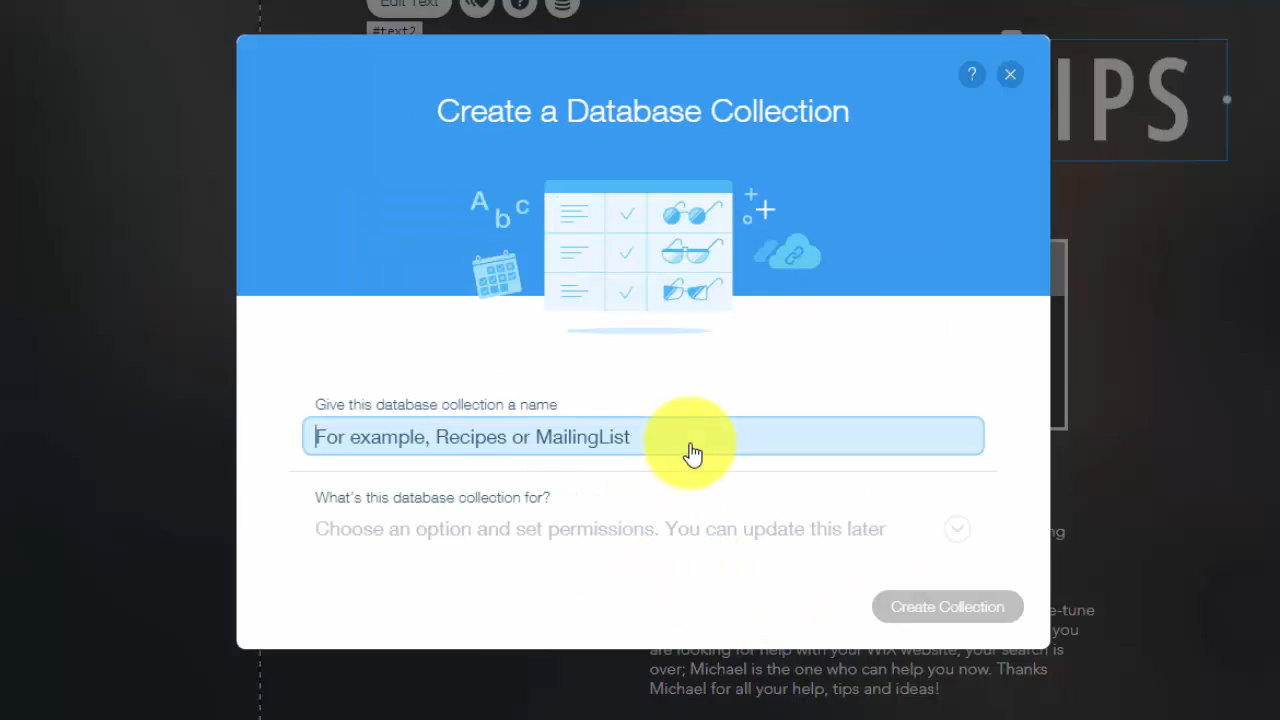 Edit Text
?
#text2
? ×
IPS
Create a Database Collection
A b c
Give this database collection a name
For example, Recipes or MailingList
What's this database collection for?
Choose an option and set permissions. You can update this later
ng
Create Collection
e-tune
you
are looking for help with your WIX website, your search is
over; Michael is the one who can help you now. Thanks
Michael for all your help, tips and ideas!